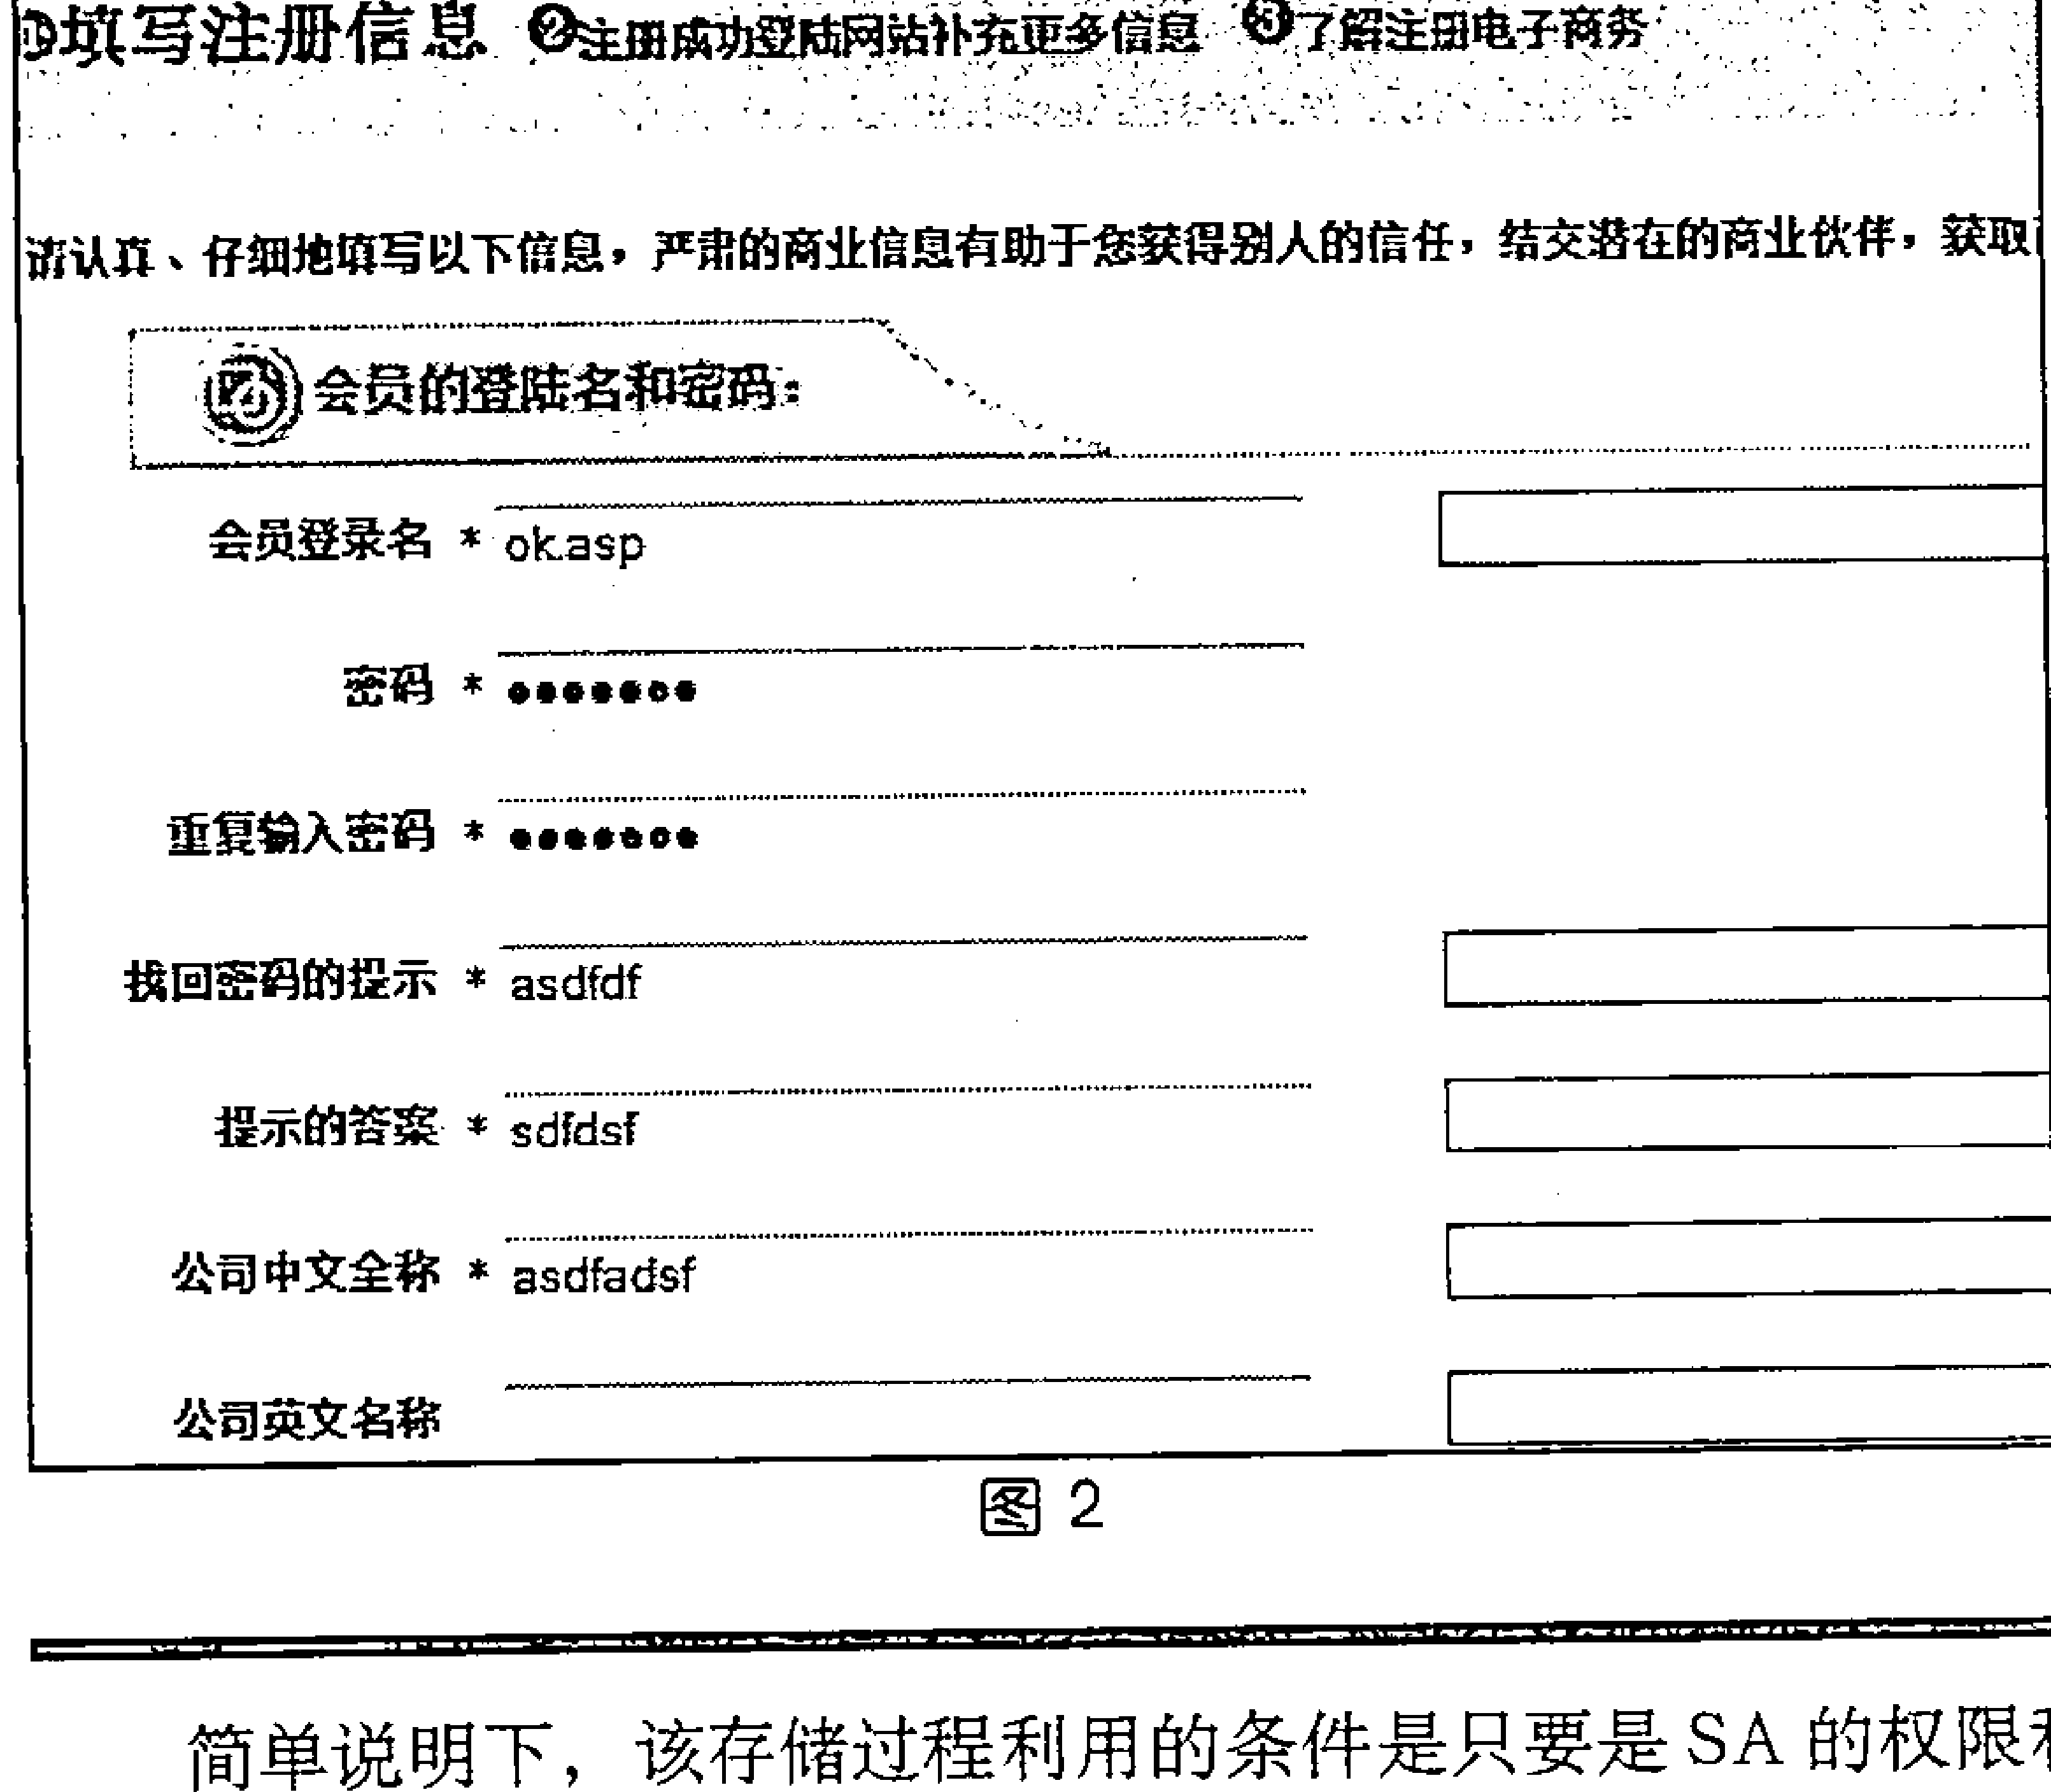 ①填写注册信息 ②注册成功登陆网站补充更多信息 ③了解注册电子商务
请认真、仔细地填写以下信息，严肃的商业信息有助于您获得别人的信任，结交潜在的商业伙伴，获取
会员的登陆名和密码：
会员登录名 * ok.asp
密码 * ●●●●●●●
重复输入密码 * ●●●●●●●
找回密码的提示 * asdfdf
提示的答案 * sdfdsf
公司中文全称 * asdfadsf
公司英文名称
图 2
简单说明下，该存储过程利用的条件是只要是 SA 的权限